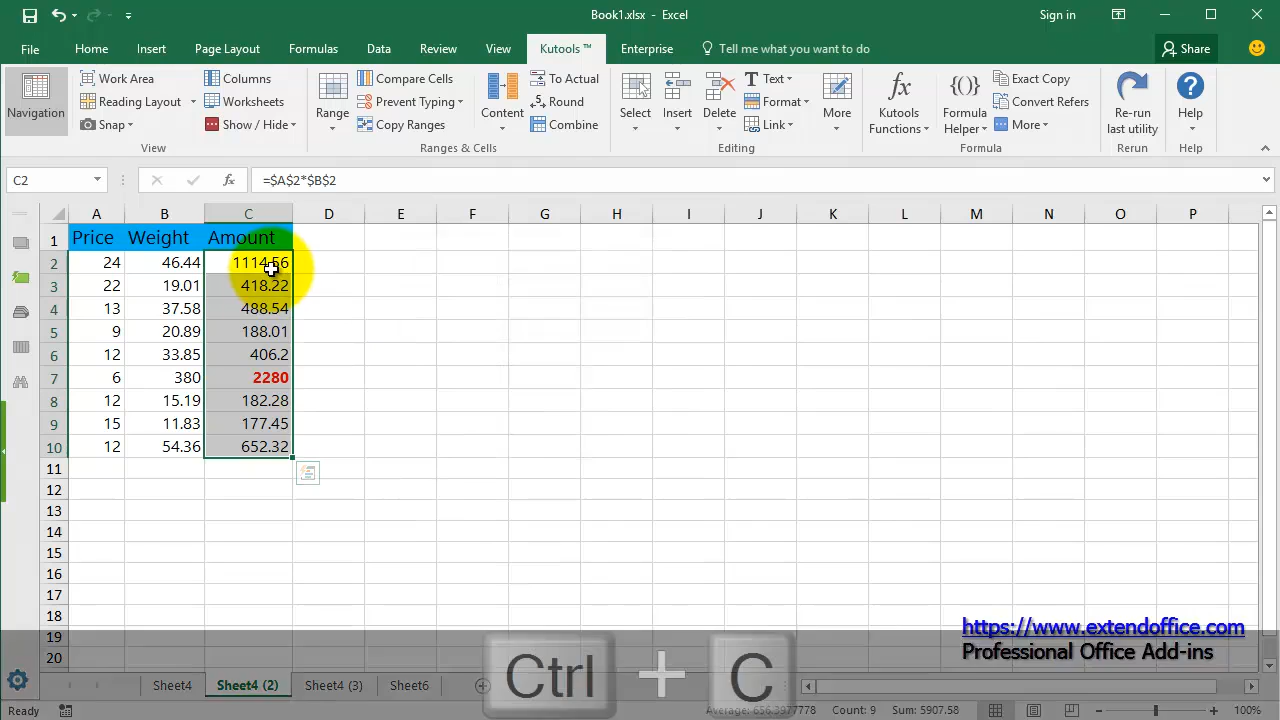 Book1.xlsx - Excel
Sign in
File Home Insert Page Layout Formulas Data Review View Kutools ™ Enterprise Tell me what you want to do Share
Navigation
Work Area
Reading Layout
Snap
Columns
Worksheets
Show / Hide
View
Range
Compare Cells
Prevent Typing
Copy Ranges
Content
To Actual
Round
Combine
Ranges & Cells
Select
Insert
Delete
Text
Format
Link
More
Editing
Kutools
Functions
Formula
Helper
Exact Copy
Convert Refers
More
Formula
Re-run
last utility
Rerun
Help
Help
C2 fx =$A$2*$B$2
A B C D E F G H I J K L M N O P
1 Price Weight Amount
2 24 46.44 1114.56
3 22 19.01 418.22
4 13 37.58 488.54
5 9 20.89 188.01
6 12 33.85 406.2
7 6 380 2280
8 12 15.19 182.28
9 15 11.83 177.45
10 12 54.36 652.32
11
12
13
14
15
16
17
18
19
20
https://www.extendoffice.com
Professional Office Add-ins
Ctrl + C
Sheet4 Sheet4 (2) Sheet4 (3) Sheet6
Ready Average: 656.3977778 Count: 9 Sum: 5907.58 100%